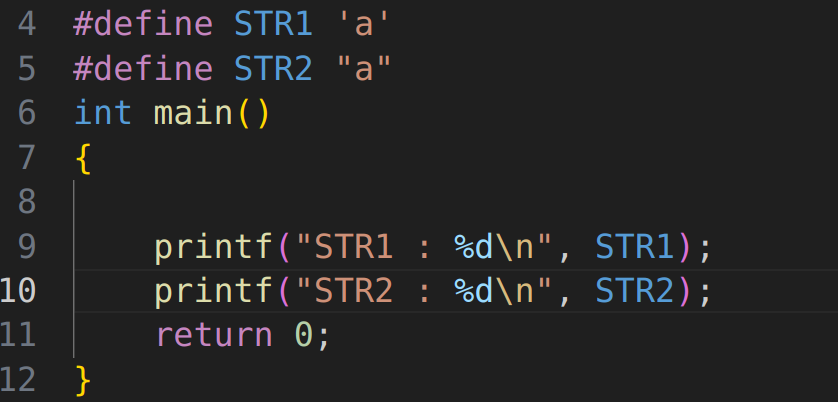 4 #define STR1 'a'
5 #define STR2 "a"
6 int main()
7 {
8
9 printf("STR1 : %d\n", STR1);
10 printf("STR2 : %d\n", STR2);
11 return 0;
12 }